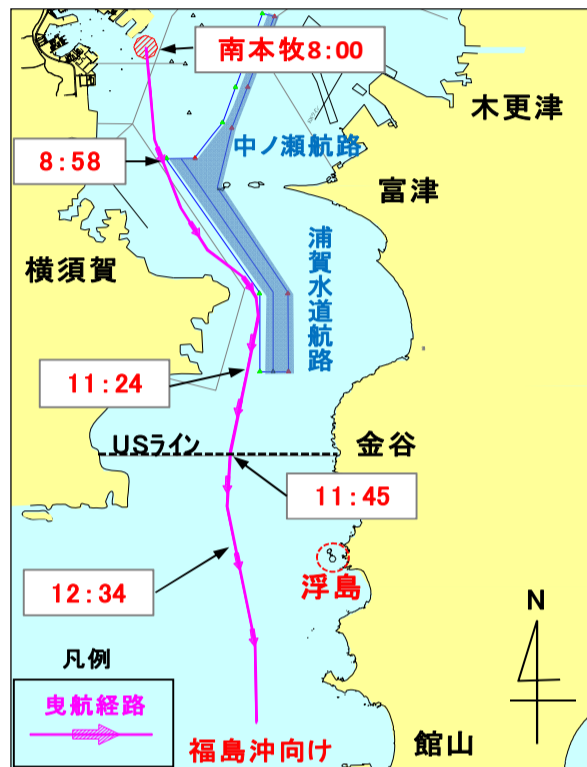 南本牧8:00
木更津
中ノ瀬航路
8:58
富津
横須賀
浦賀水道航路
11:24
USライン
金谷
11:45
浮島
12:34
N
凡例
曳航経路
福島沖向け
館山